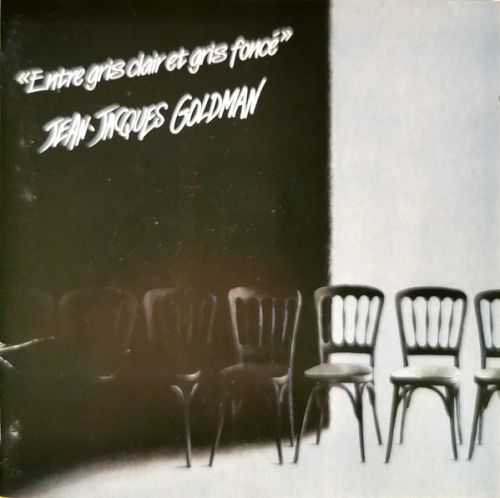 «Entre gris clair et gris foncé»
JEAN-JACQUES GOLDMAN